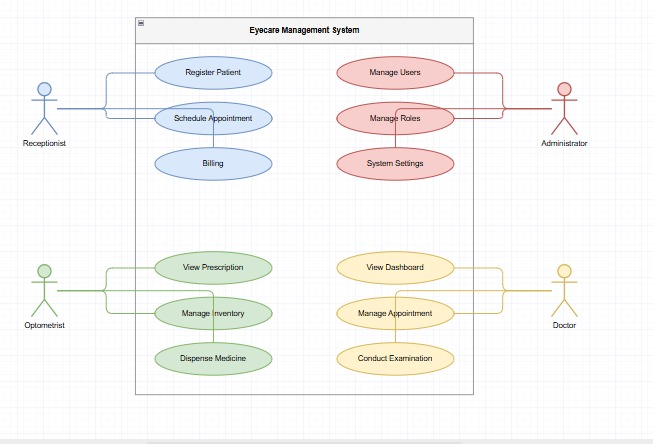 Eyecare Management System
Register Patient
Manage Users
Schedule Appointment
Manage Roles
Receptionist
Administrator
Billing
System Settings
View Prescription
View Dashboard
Manage Inventory
Manage Appointment
Optometrist
Doctor
Dispense Medicine
Conduct Examination